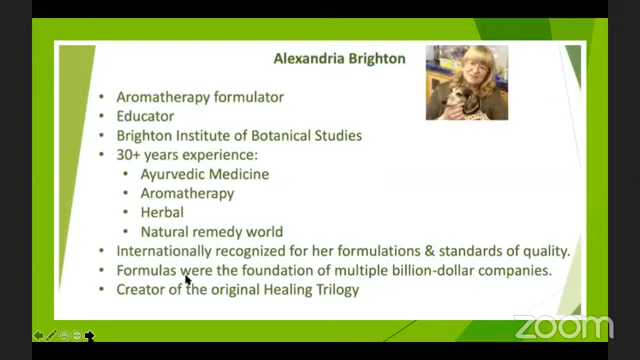 Alexandria Brighton
• Aromatherapy formulator
• Educator
• Brighton Institute of Botanical Studies
• 30+ years experience:
• Ayurvedic Medicine
• Aromatherapy
• Herbal
• Natural remedy world
• Internationally recognized for her formulations & standards of quality.
• Formulas were the foundation of multiple billion-dollar companies.
• Creator of the original Healing Trilogy
zoom